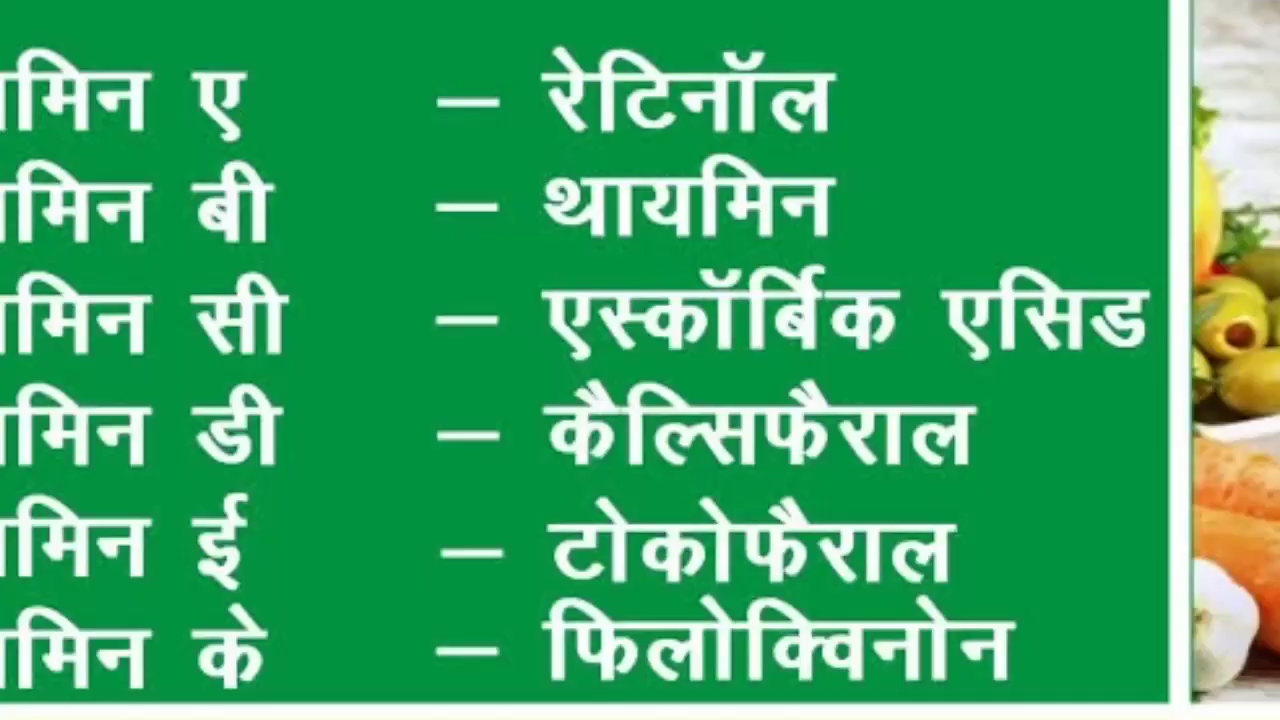 ामिन ए – रेटिनॉल
ामिन बी – थायमिन
ामिन सी – एस्कॉर्बिक एसिड
ामिन डी – कैल्सिफैराल
ामिन ई – टोकोफैराल
ामिन के – फिलोक्विनोन